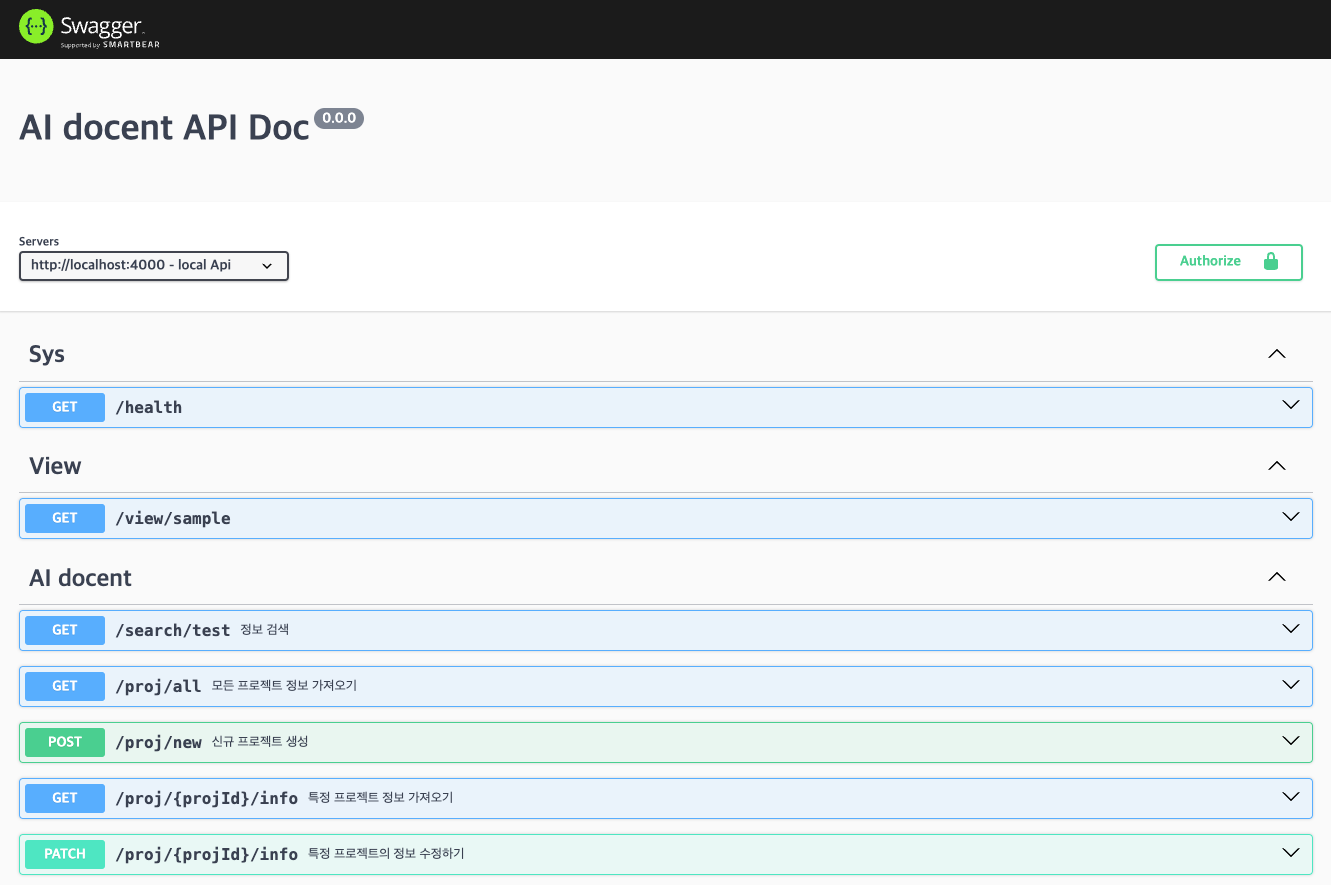 Swagger
Supported by SMARTBEAR
AI docent API Doc 0.0.0
Servers
http://localhost:4000 - local Api
Authorize
Sys
GET /health
View
GET /view/sample
AI docent
GET /search/test 정보 검색
GET /proj/all 모든 프로젝트 정보 가져오기
POST /proj/new 신규 프로젝트 생성
GET /proj/{projId}/info 특정 프로젝트 정보 가져오기
PATCH /proj/{projId}/info 특정 프로젝트의 정보 수정하기